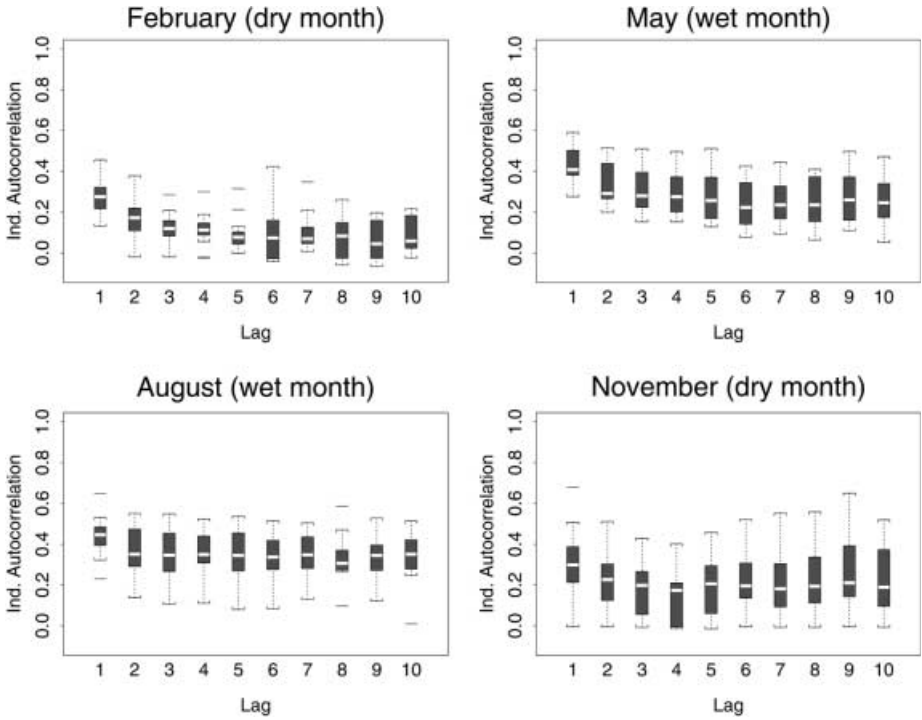 February (dry month)
Ind. Autocorrelation
1.0
0.8
0.6
0.4
0.2
0.0
1 2 3 4 5 6 7 8 9 10
Lag
May (wet month)
Ind. Autocorrelation
1.0
0.8
0.6
0.4
0.2
0.0
1 2 3 4 5 6 7 8 9 10
Lag
August (wet month)
Ind. Autocorrelation
1.0
0.8
0.6
0.4
0.2
0.0
1 2 3 4 5 6 7 8 9 10
Lag
November (dry month)
Ind. Autocorrelation
1.0
0.8
0.6
0.4
0.2
0.0
1 2 3 4 5 6 7 8 9 10
Lag